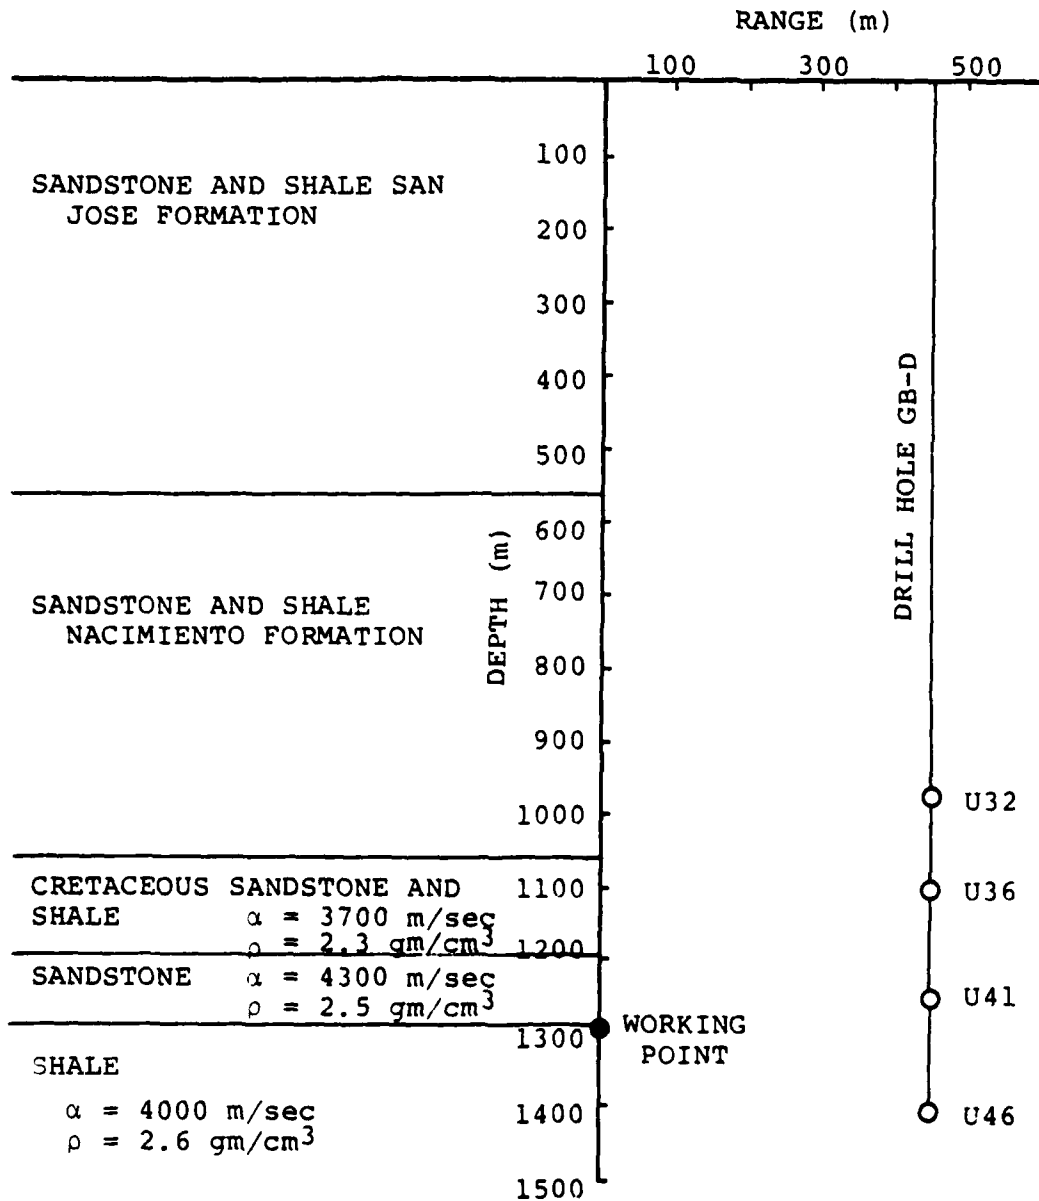 RANGE (m)
100 300 500
100
SANDSTONE AND SHALE SAN
JOSE FORMATION
200
300
400
500
600
DEPTH (m)
DRILL HOLE GB-D
700
SANDSTONE AND SHALE
NACIMIENTO FORMATION
800
900
1000
U32
1100
CRETACEOUS SANDSTONE AND
SHALE α = 3700 m/sec
ρ = 2.3 gm/cm³
U36
1200
SANDSTONE α = 4300 m/sec
ρ = 2.5 gm/cm³
U41
1300
WORKING
POINT
SHALE
α = 4000 m/sec
ρ = 2.6 gm/cm³
1400
U46
1500